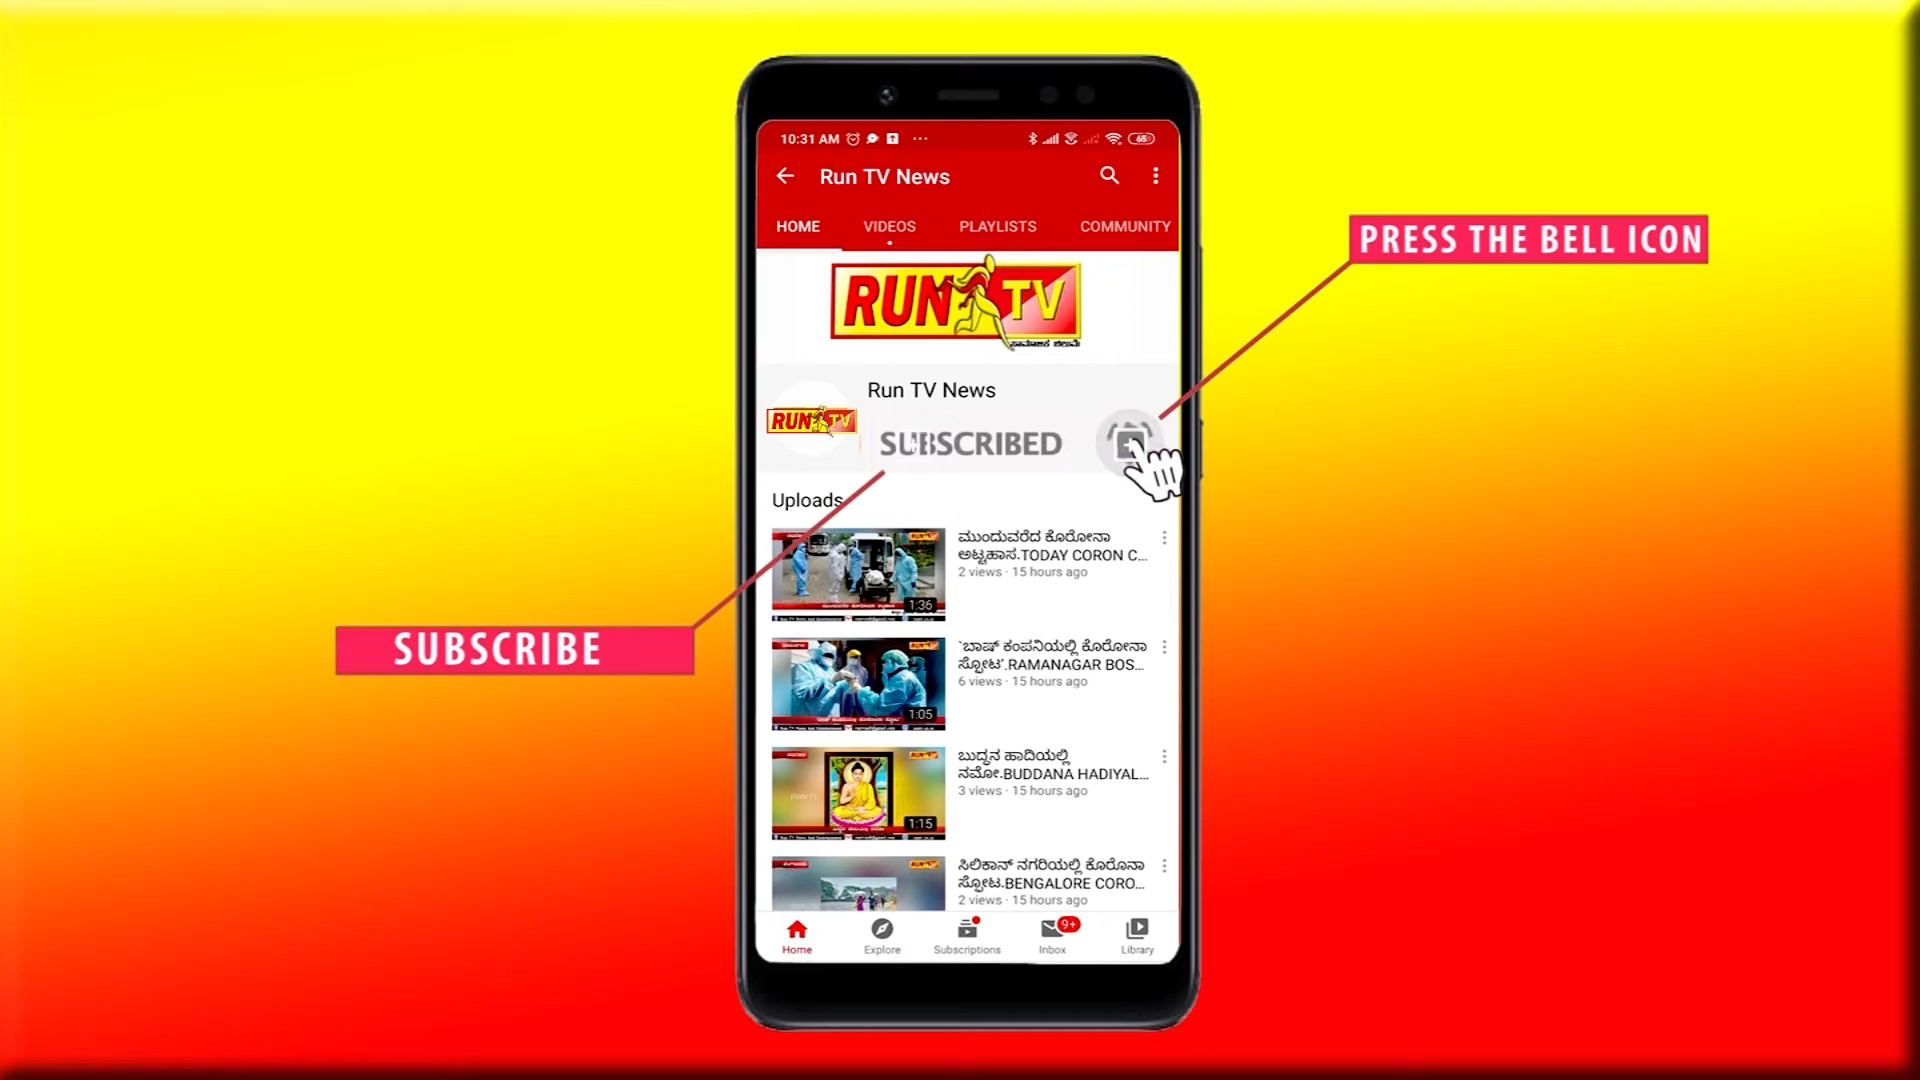 10:31 AM
65
Run TV News
HOME VIDEOS PLAYLISTS COMMUNITY
PRESS THE BELL ICON
RUN TV
ಸಾಮಾಜಿಕ ಚಿಲುಮೆ
Run TV News
RUN TV
SUBSCRIBED
Uploads
ಮುಂದುವರೆದ ಕೊರೋನಾ
ಅಟ್ಟಹಾಸ.TODAY CORON C...
2 views · 15 hours ago
1:36
SUBSCRIBE
`ಬಾಷ್ ಕಂಪನಿಯಲ್ಲಿ ಕೊರೋನಾ
ಸ್ಫೋಟ'.RAMANAGAR BOS...
6 views · 15 hours ago
1:05
ಬುದ್ಧನ ಹಾದಿಯಲ್ಲಿ
ನಮೋ.BUDDANA HADIYAL...
3 views · 15 hours ago
1:15
ಸಿಲಿಕಾನ್ ನಗರಿಯಲ್ಲಿ ಕೊರೊನಾ
ಸ್ಫೋಟ.BENGALORE CORO...
2 views · 15 hours ago
9+
Home Explore Subscriptions Inbox Library